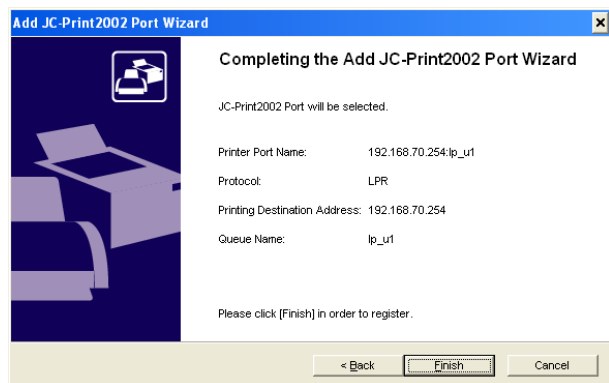 Add JC-Print2002 Port Wizard
Completing the Add JC-Print2002 Port Wizard
JC-Print2002 Port will be selected.
Printer Port Name: 192.168.70.254:lp_u1
Protocol: LPR
Printing Destination Address: 192.168.70.254
Queue Name: lp_u1
Please click [Finish] in order to register.
< Back Finish Cancel